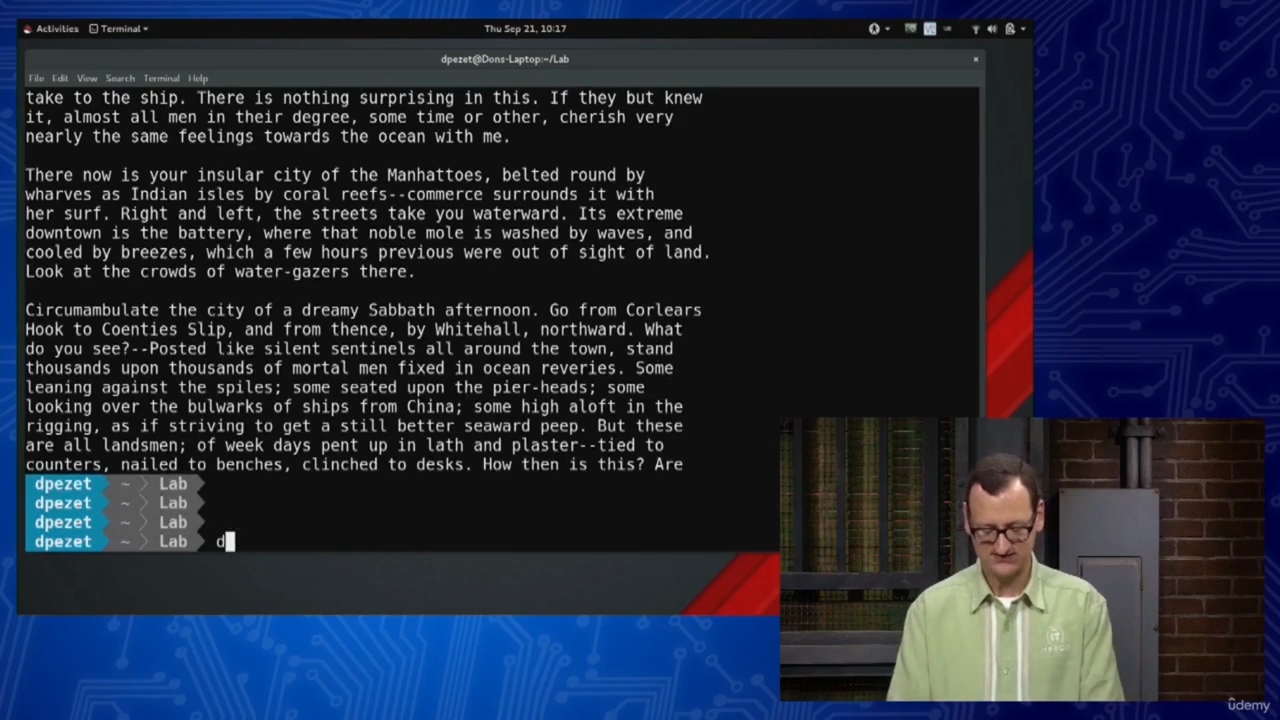 Activities Terminal Thu Sep 21, 10:17
dpezet@Dons-Laptop:~/Lab
File Edit View Search Terminal Help
take to the ship. There is nothing surprising in this. If they but knew
it, almost all men in their degree, some time or other, cherish very
nearly the same feelings towards the ocean with me.
There now is your insular city of the Manhattoes, belted round by
wharves as Indian isles by coral reefs--commerce surrounds it with
her surf. Right and left, the streets take you waterward. Its extreme
downtown is the battery, where that noble mole is washed by waves, and
cooled by breezes, which a few hours previous were out of sight of land.
Look at the crowds of water-gazers there.
Circumambulate the city of a dreamy Sabbath afternoon. Go from Corlears
Hook to Coenties Slip, and from thence, by Whitehall, northward. What
do you see?--Posted like silent sentinels all around the town, stand
thousands upon thousands of mortal men fixed in ocean reveries. Some
leaning against the spiles; some seated upon the pier-heads; some
looking over the bulwarks of ships from China; some high aloft in the
rigging, as if striving to get a still better seaward peep. But these
are all landsmen; of week days pent up in lath and plaster--tied to
counters, nailed to benches, clinched to desks. How then is this? Are
dpezet ~ Lab
dpezet ~ Lab
dpezet ~ Lab
dpezet ~ Lab d
udemy